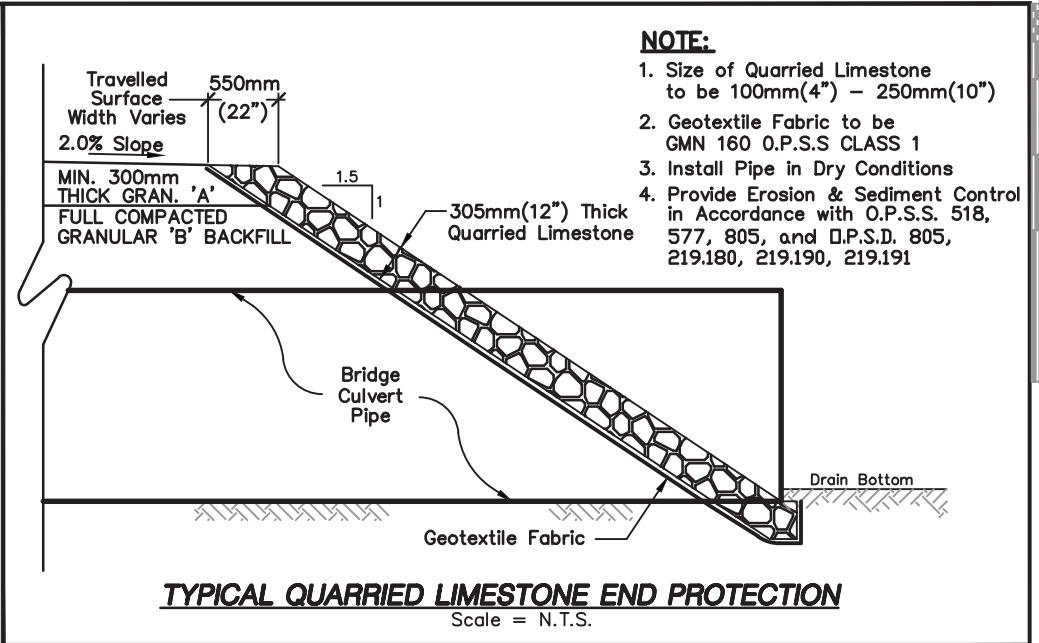 NOTE:
1. Size of Quarried Limestone
to be 100mm(4") - 250mm(10")
2. Geotextile Fabric to be
GMN 160 O.P.S.S CLASS 1
3. Install Pipe in Dry Conditions
4. Provide Erosion & Sediment Control
in Accordance with O.P.S.S. 518,
577, 805, and O.P.S.D. 805,
219.180, 219.190, 219.191
Travelled
Surface
Width Varies
550mm
(22")
2.0% Slope
MIN. 300mm
THICK GRAN. 'A'
FULL COMPACTED
GRANULAR 'B' BACKFILL
1.5
1
305mm(12") Thick
Quarried Limestone
Bridge
Culvert
Pipe
Drain Bottom
Geotextile Fabric
TYPICAL QUARRIED LIMESTONE END PROTECTION
Scale = N.T.S.